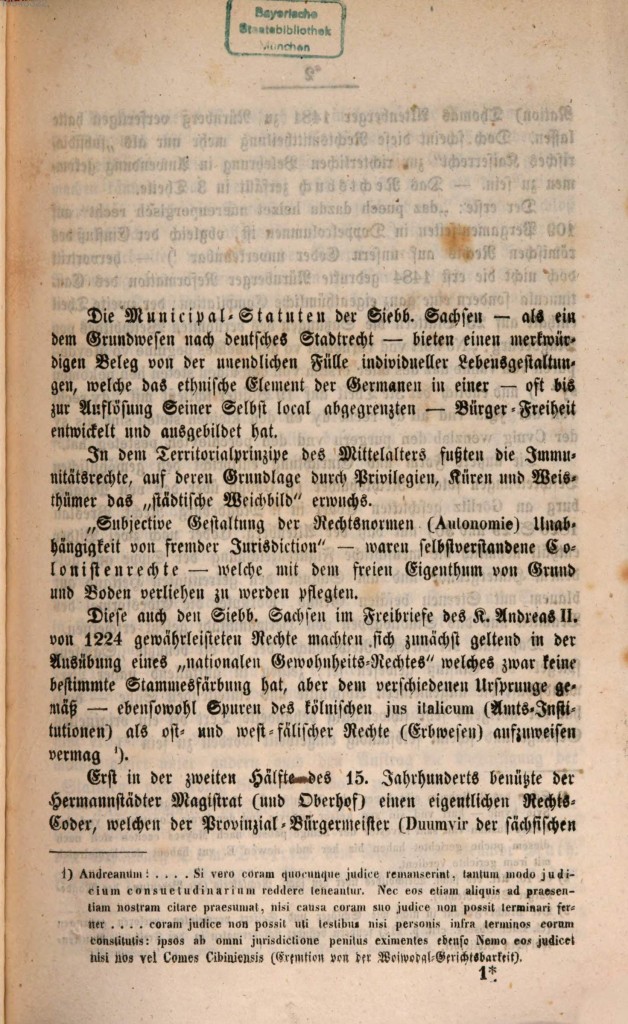 Bayerische
Staatsbibliothek
München
Die Municipal-Statuten der Siebb. Sachsen — als ein
dem Grundwesen nach deutsches Stadtrecht — bieten einen merkwür-
digen Beleg von der unendlichen Fülle individueller Lebensgestaltun-
gen, welche das ethnische Element der Germanen in einer — oft bis
zur Auflösung Seiner Selbst local abgegrenzten — Bürger-Freiheit
entwickelt und ausgebildet hat.
In dem Territorialprinzipe des Mittelalters fußten die Immu-
nitätsrechte, auf deren Grundlage durch Privilegien, Küren und Weis-
thümer das „städtische Weichbild“ erwuchs.
„Subjective Gestaltung der Rechtsnormen (Autonomie) Unab-
hängigkeit von fremder Jurisdiction“ — waren selbstverstandene Co-
lonistenrechte — welche mit dem freien Eigenthum von Grund
und Boden verliehen zu werden pflegten.
Diese auch den Siebb. Sachsen im Freibriefe des K. Andreas II.
von 1224 gewährleisteten Rechte machten sich zunächst geltend in der
Ausübung eines „nationalen Gewohnheits-Rechtes“ welches zwar keine
bestimmte Stammesfärbung hat, aber dem verschiedenen Ursprunge ge-
mäß — ebensowohl Spuren des kölnischen jus italicum (Amts-Insti-
tutionen) als ost- und west-fälischer Rechte (Erbwesen) aufzuweisen
vermag ¹).
Erst in der zweiten Hälfte des 15. Jahrhunderts benützte der
Hermannstädter Magistrat (und Oberhof) einen eigentlichen Rechts-
Codex, welchen der Provinzial-Bürgermeister (Duumvir der sächsischen
1) Andreanum: . . . . Si vero coram quocunque judice remanserint, tantum modo judi-
cium consuetudinarium reddere teneantur. Nec eos etiam aliquis ad praesen-
tiam nostram citare praesumat, nisi causa coram suo judice non possit terminari fer-
ner . . . . coram judice non possit uti testibus nisi personis infra terminos eorum
constitutis: ipsos ab omni jurisdictione penitus eximentes ebenso Nemo eos judicet
nisi nos vel Comes Cibiniensis (Exemtion von der Woiwodal-Gerichtsbarkeit).
1*